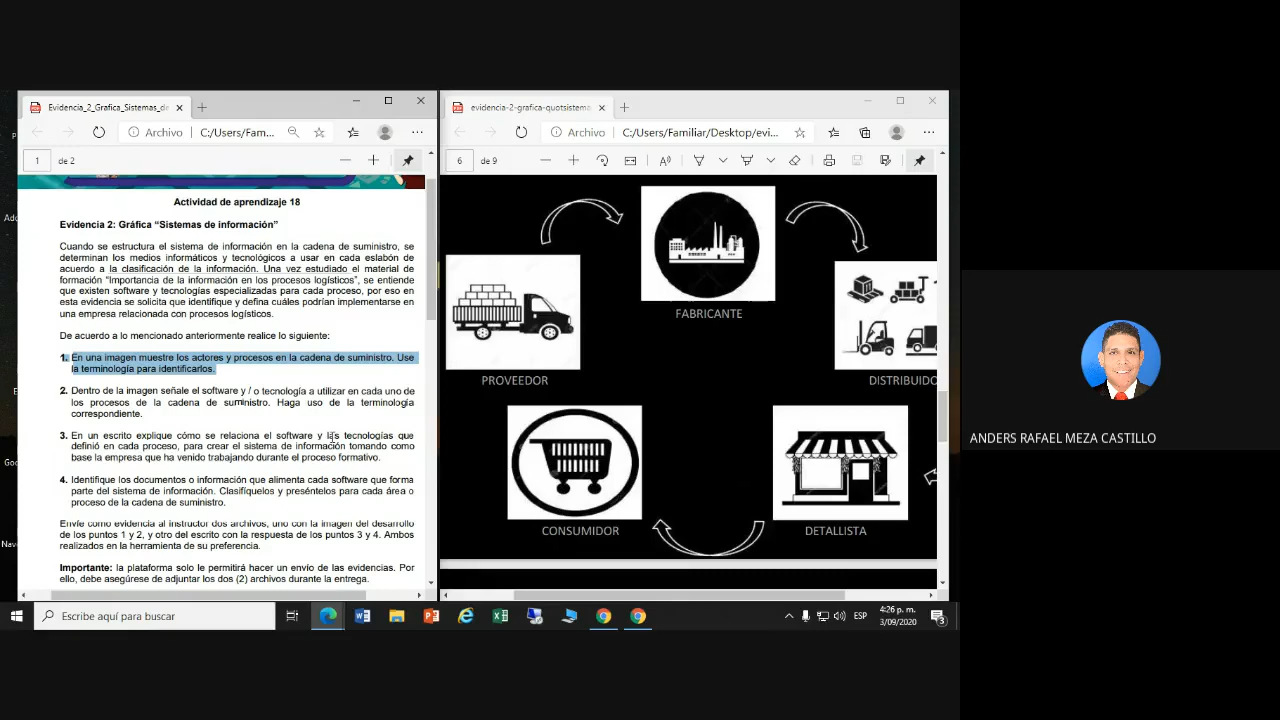 Evidencia_2_Grafica_Sistemas_de
Archivo
C:/Users/Fam...
1
de 2
Actividad de aprendizaje 18
Evidencia 2: Gráfica “Sistemas de información”
Cuando se estructura el sistema de información en la cadena de suministro, se
determinan los medios informáticos y tecnológicos a usar en cada eslabón de
acuerdo a la clasificación de la información. Una vez estudiado el material de
formación “Importancia de la información en los procesos logísticos”, se entiende
que existen software y tecnologías especializadas para cada proceso, por eso en
esta evidencia se solicita que identifique y defina cuáles podrían implementarse en
una empresa relacionada con procesos logísticos.
De acuerdo a lo mencionado anteriormente realice lo siguiente:
1. En una imagen muestre los actores y procesos en la cadena de suministro. Use
la terminología para identificarlos.
2. Dentro de la imagen señale el software y / o tecnología a utilizar en cada uno de
los procesos de la cadena de suministro. Haga uso de la terminología
correspondiente.
3. En un escrito explique cómo se relaciona el software y las tecnologías que
definió en cada proceso, para crear el sistema de información tomando como
base la empresa que ha venido trabajando durante el proceso formativo.
4. Identifique los documentos o información que alimenta cada software que forma
parte del sistema de información. Clasifíquelos y preséntelos para cada área o
proceso de la cadena de suministro.
Envíe como evidencia al instructor dos archivos, uno con la imagen del desarrollo
de los puntos 1 y 2, y otro del escrito con la respuesta de los puntos 3 y 4. Ambos
realizados en la herramienta de su preferencia.
Importante: la plataforma solo le permitirá hacer un envío de las evidencias. Por
ello, debe asegúrese de adjuntar los dos (2) archivos durante la entrega.
evidencia-2-grafica-quotsistema
Archivo
C:/Users/Familiar/Desktop/evi...
6
de 9
FABRICANTE
PROVEEDOR
DISTRIBUIDO
CONSUMIDOR
DETALLISTA
ANDERS RAFAEL MEZA CASTILLO
Escribe aquí para buscar
ESP
4:26 p. m.
3/09/2020
3